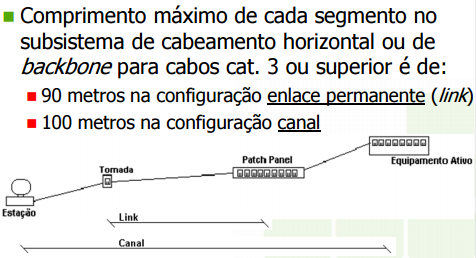 Comprimento máximo de cada segmento no
subsistema de cabeamento horizontal ou de
backbone para cabos cat. 3 ou superior é de:
90 metros na configuração enlace permanente (link)
100 metros na configuração canal
Tomada
Patch Panel
Equipamento Ativo
Estação
Link
Canal